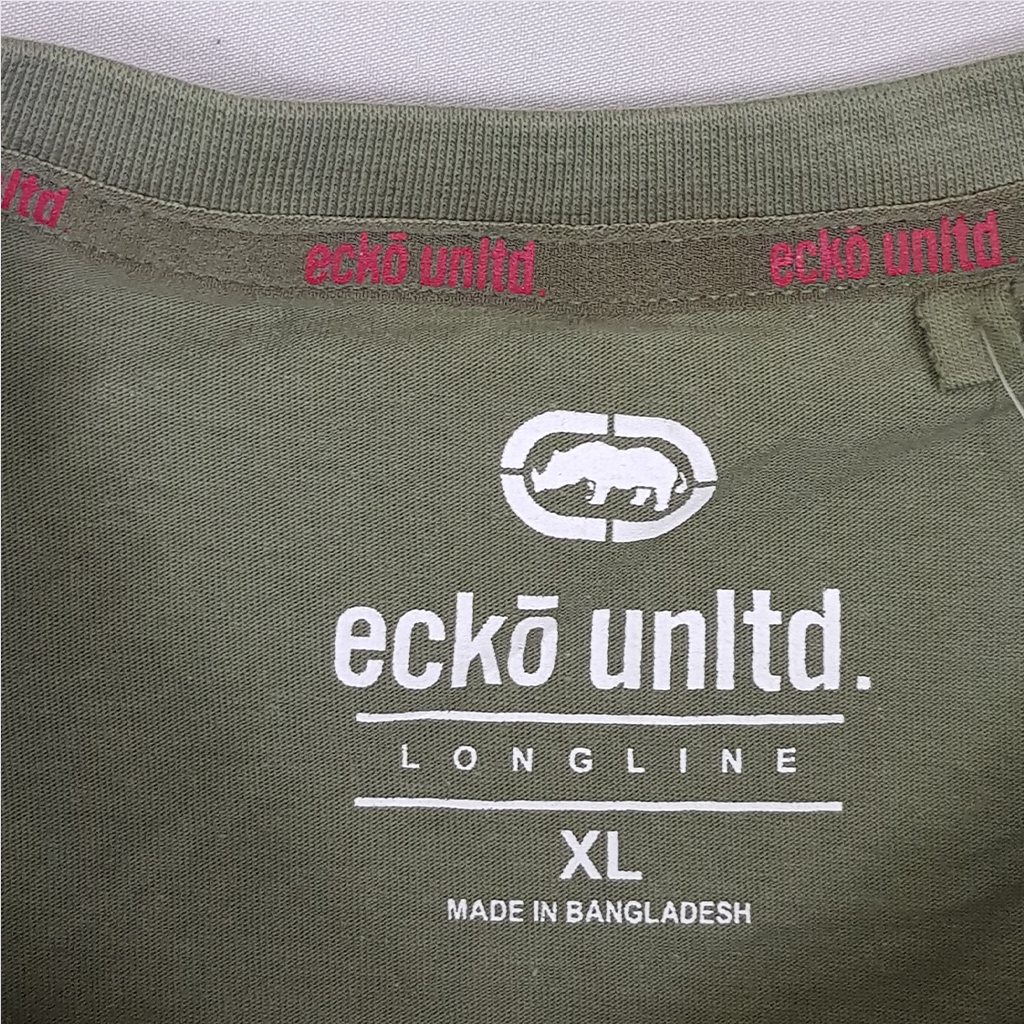 ltd.
eckō unltd.
eckō unltd.
eckō unltd.
LONGLINE
XL
MADE IN BANGLADESH